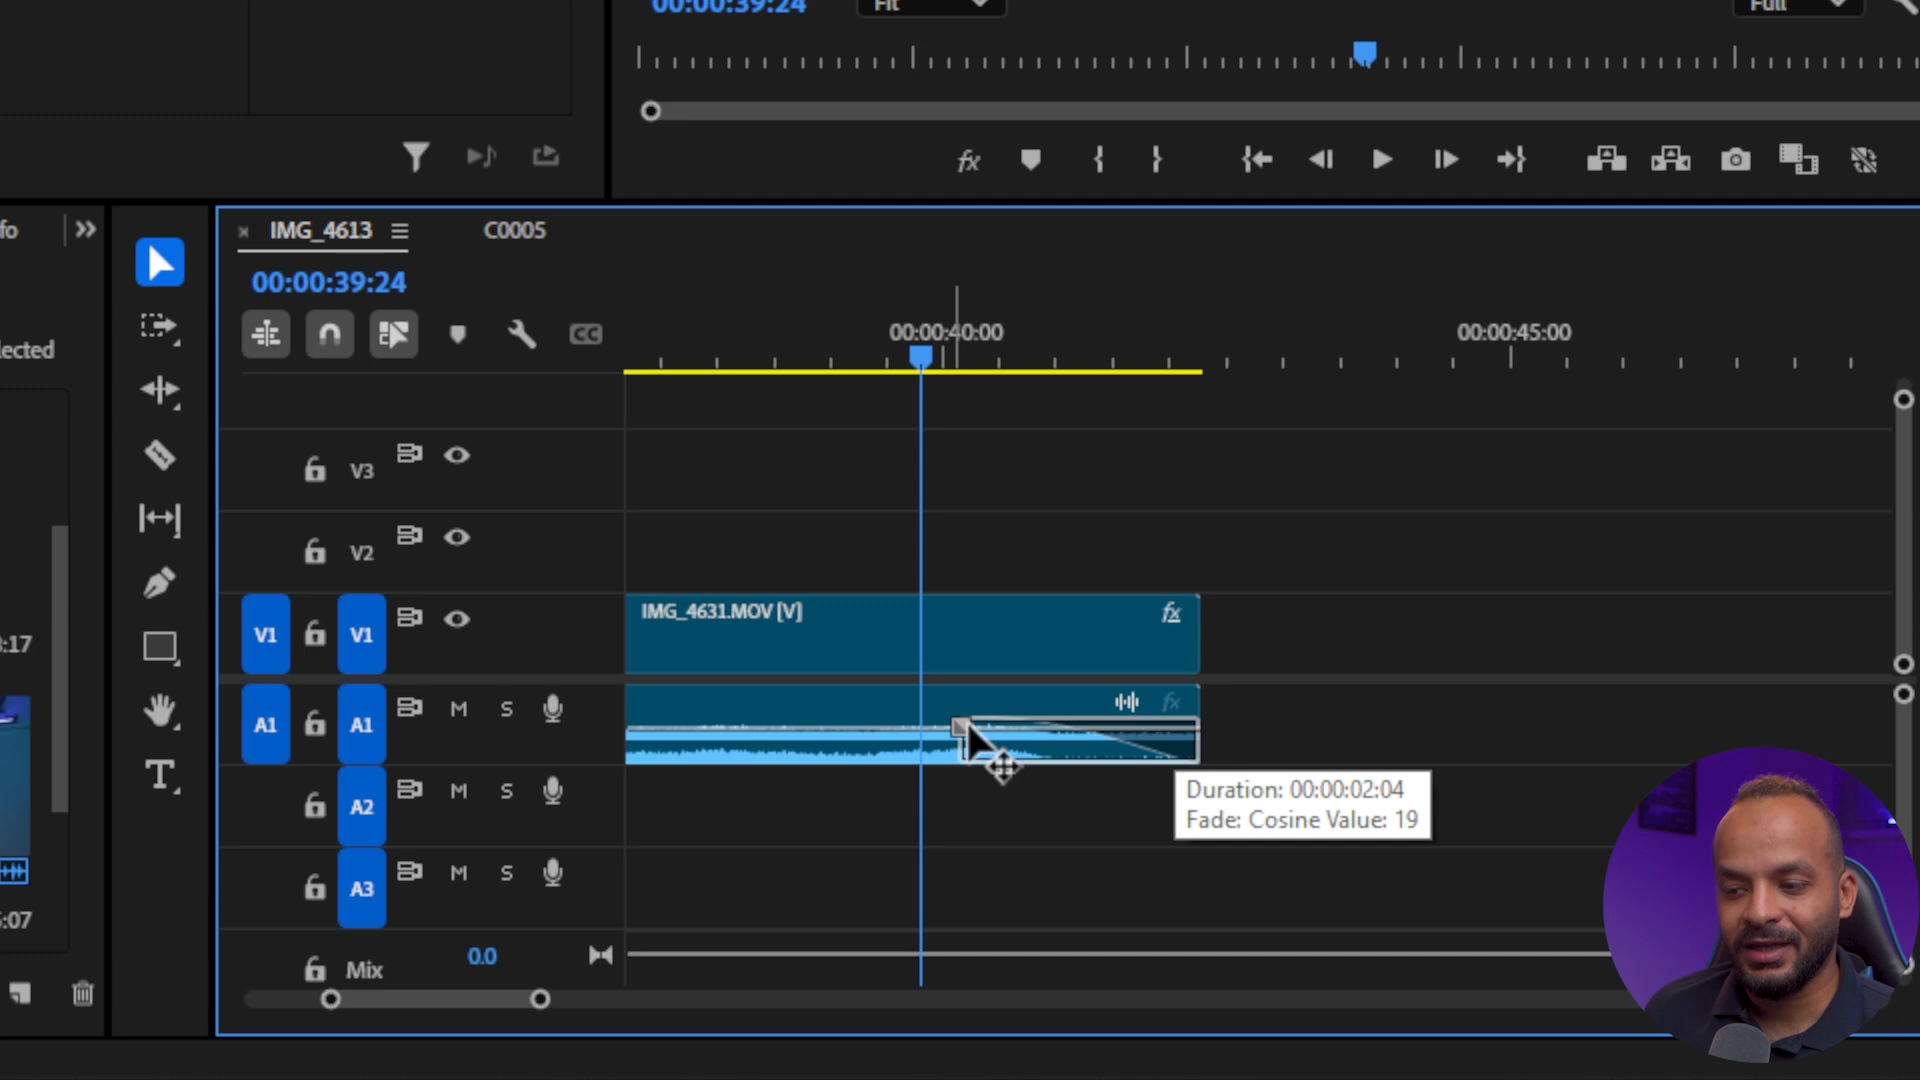 00:00:39:24
Fit
Full
fx
fo
IMG_4613
C0005
00:00:39:24
ected
CC
00:00:40:00
00:00:45:00
V3
V2
IMG_4631.MOV [V]
fx
V1
V1
:17
fx
A1
A1
M
S
A2
M
S
Duration: 00:00:02:04
Fade: Cosine Value: 19
A3
M
S
:07
Mix
0.0